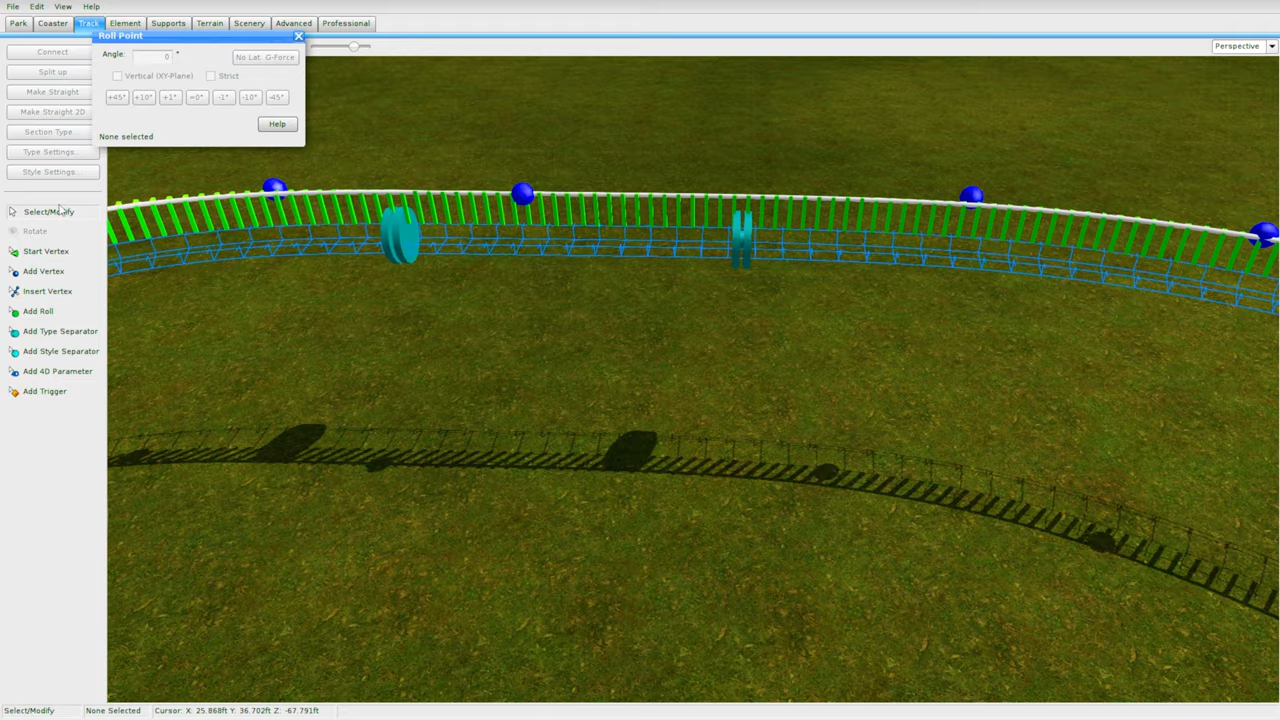 File Edit View Help
Park Coaster Track Element Supports Terrain Scenery Advanced Professional
Roll Point
Perspective
Connect
Split up
Make Straight
Make Straight 2D
Section Type...
Type Settings...
Style Settings...
Angle: 0 °
No Lat. G-Force
Vertical (XY-Plane) Strict
+45° +10° +1° =0° -1° -10° -45°
Help
None selected
Select/Modify
Rotate
Start Vertex
Add Vertex
Insert Vertex
Add Roll
Add Type Separator
Add Style Separator
Add 4D Parameter
Add Trigger
Select/Modify None Selected Cursor: X: 25.868ft Y: 36.702ft Z: -67.791ft